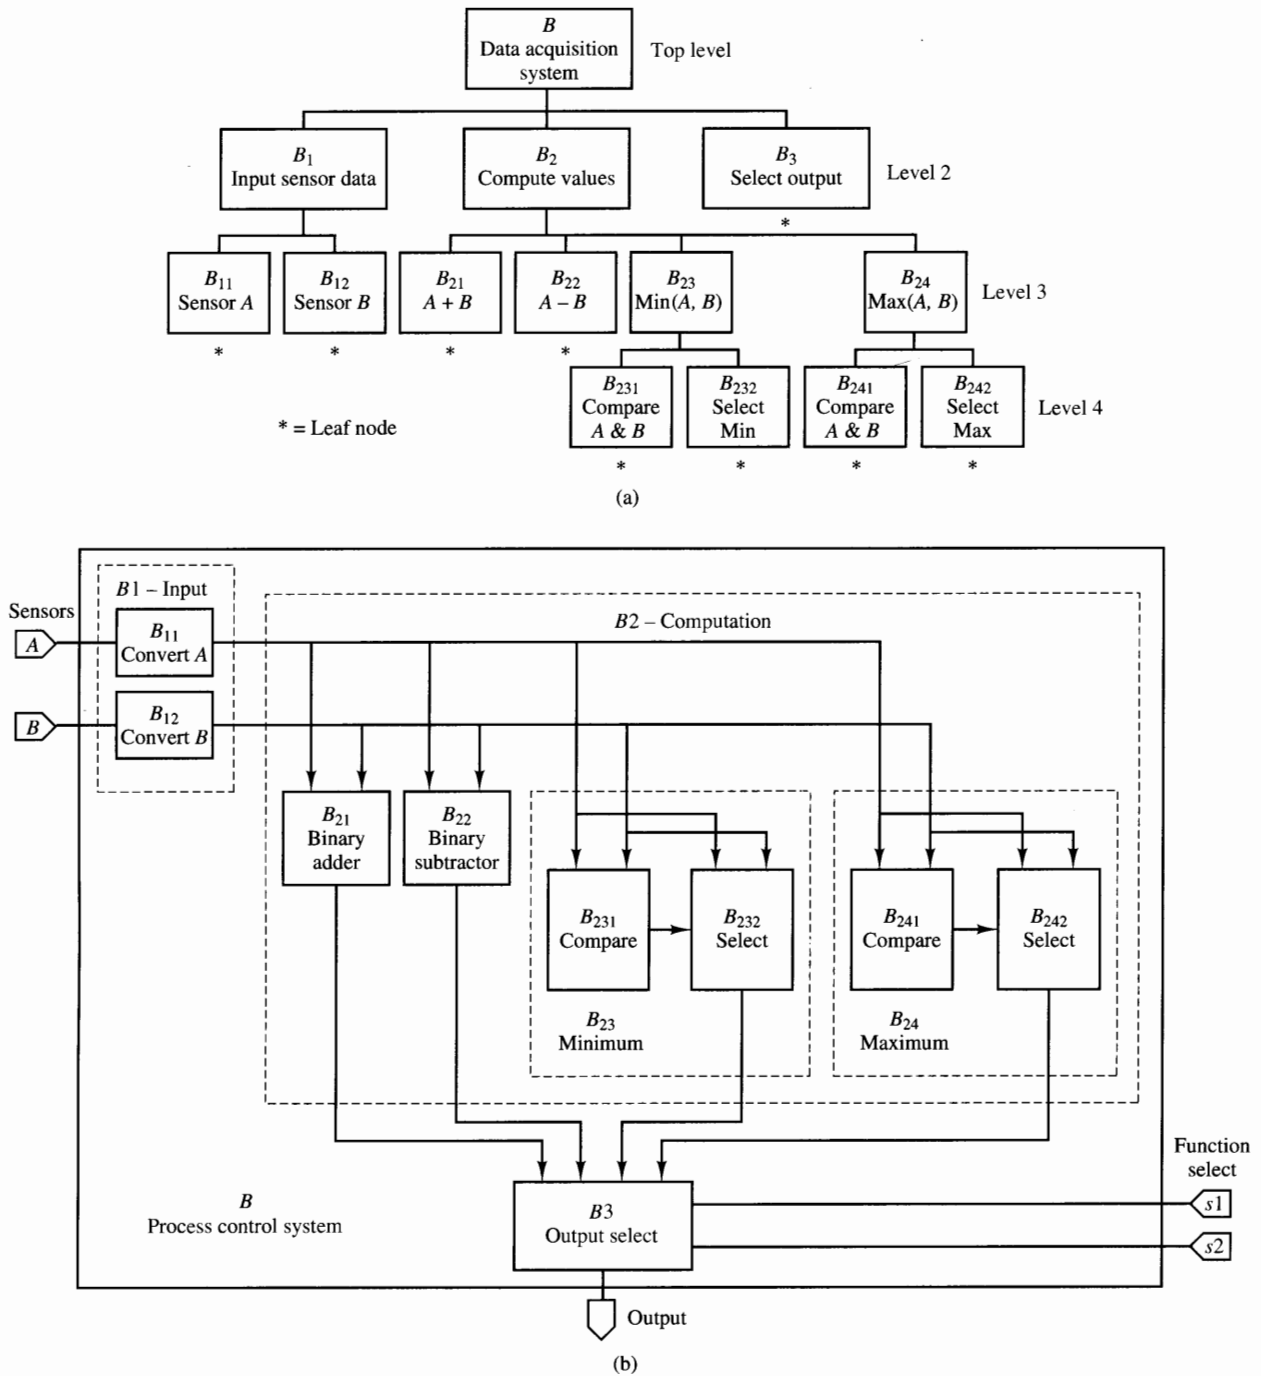 B
Data acquisition
system
Top level
B₁
Input sensor data
B₂
Compute values
B₃
Select output
Level 2
*
B₁₁
Sensor A
B₁₂
Sensor B
B₂₁
A + B
B₂₂
A – B
B₂₃
Min(A, B)
B₂₄
Max(A, B)
Level 3
*
*
*
*
B₂₃₁
Compare
A & B
B₂₃₂
Select
Min
B₂₄₁
Compare
A & B
B₂₄₂
Select
Max
Level 4
* = Leaf node
*
*
*
*
(a)
Sensors
A
B
B1 – Input
B₁₁
Convert A
B₁₂
Convert B
B2 – Computation
B₂₁
Binary
adder
B₂₂
Binary
subtractor
B₂₃₁
Compare
B₂₃₂
Select
B₂₃
Minimum
B₂₄₁
Compare
B₂₄₂
Select
B₂₄
Maximum
B
Process control system
B3
Output select
Function
select
s1
s2
Output
(b)